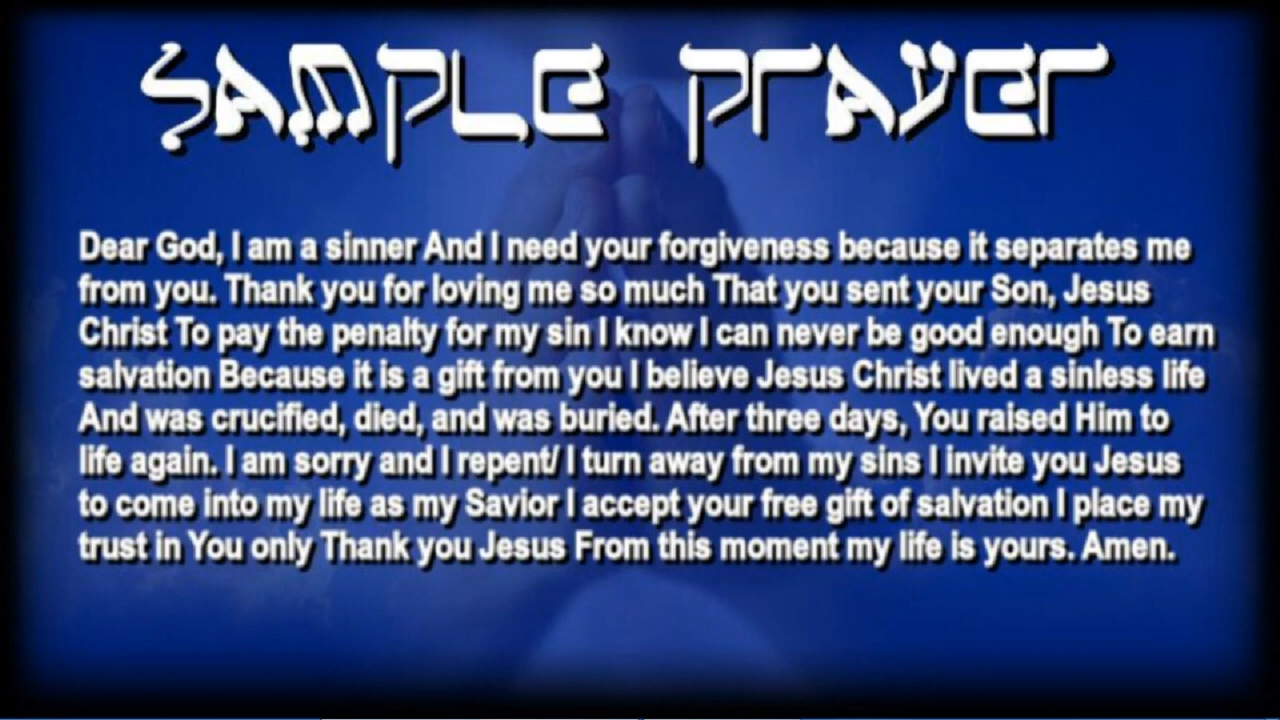 SAMPLE PRAYER
Dear God, I am a sinner And I need your forgiveness because it separates me
from you. Thank you for loving me so much That you sent your Son, Jesus
Christ To pay the penalty for my sin I know I can never be good enough To earn
salvation Because it is a gift from you I believe Jesus Christ lived a sinless life
And was crucified, died, and was buried. After three days, You raised Him to
life again. I am sorry and I repent/ I turn away from my sins I invite you Jesus
to come into my life as my Savior I accept your free gift of salvation I place my
trust in You only Thank you Jesus From this moment my life is yours. Amen.